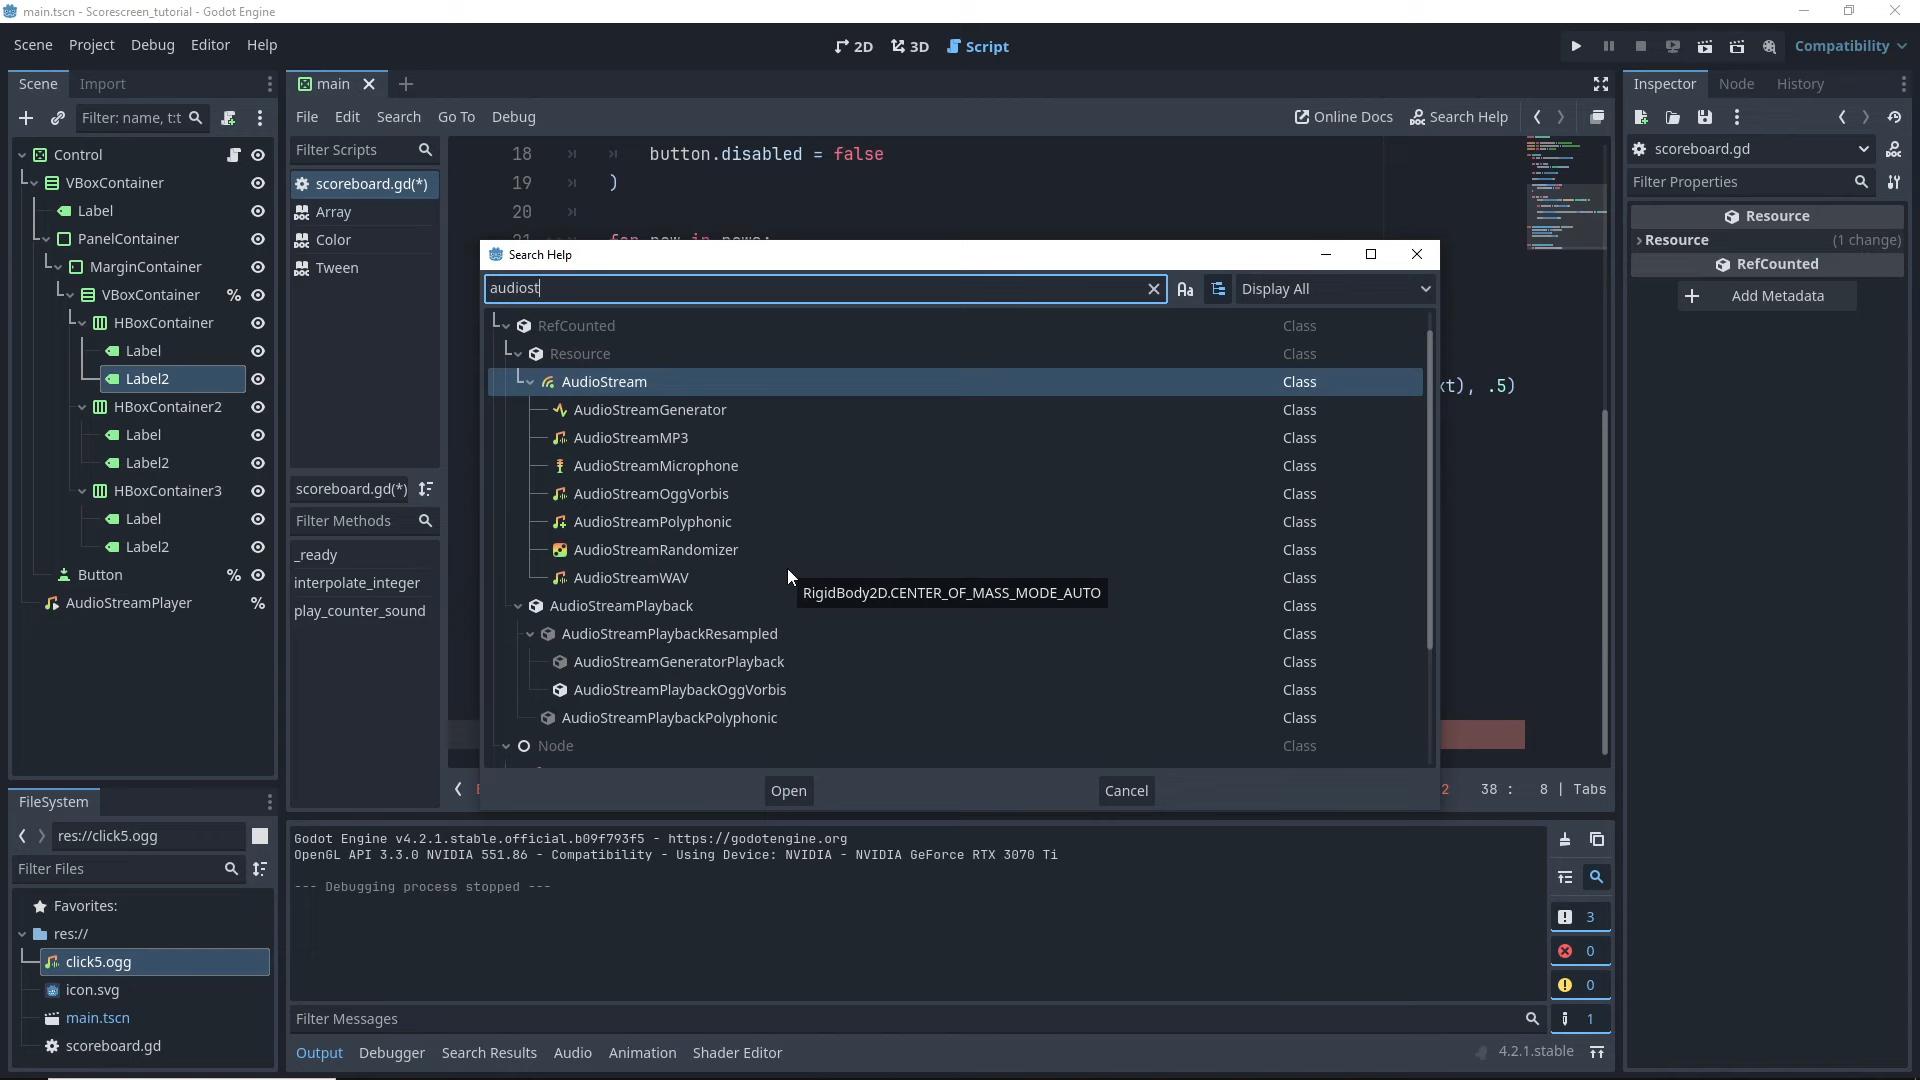 main.tscn - Scorescreen_tutorial - Godot Engine
Scene Project Debug Editor Help
2D 3D Script
Compatibility
Scene Import
Filter: name, t:t
Control
VBoxContainer
Label
PanelContainer
MarginContainer
VBoxContainer %
HBoxContainer
Label
Label2
HBoxContainer2
Label
Label2
HBoxContainer3
Label
Label2
Button %
AudioStreamPlayer %
FileSystem
res://click5.ogg
Filter Files
Favorites:
res://
click5.ogg
icon.svg
main.tscn
scoreboard.gd
main
File Edit Search Go To Debug
Online Docs Search Help
Filter Scripts
scoreboard.gd(*)
Array
Color
Tween
scoreboard.gd(*)
Filter Methods
_ready
interpolate_integer
play_counter_sound
18 button.disabled = false
19 )
20
xt), .5)
2 38 : 8 | Tabs
Search Help
audiost
Aa Display All
RefCounted Class
Resource Class
AudioStream Class
AudioStreamGenerator Class
AudioStreamMP3 Class
AudioStreamMicrophone Class
AudioStreamOggVorbis Class
AudioStreamPolyphonic Class
AudioStreamRandomizer Class
AudioStreamWAV Class
RigidBody2D.CENTER_OF_MASS_MODE_AUTO
AudioStreamPlayback Class
AudioStreamPlaybackResampled Class
AudioStreamGeneratorPlayback Class
AudioStreamPlaybackOggVorbis Class
AudioStreamPlaybackPolyphonic Class
Node Class
Open Cancel
Godot Engine v4.2.1.stable.official.b09f793f5 - https://godotengine.org
OpenGL API 3.3.0 NVIDIA 551.86 - Compatibility - Using Device: NVIDIA - NVIDIA GeForce RTX 3070 Ti
--- Debugging process stopped ---
3
0
0
1
Filter Messages
Output Debugger Search Results Audio Animation Shader Editor
4.2.1.stable
Inspector Node History
scoreboard.gd
Filter Properties
Resource
Resource (1 change)
RefCounted
Add Metadata